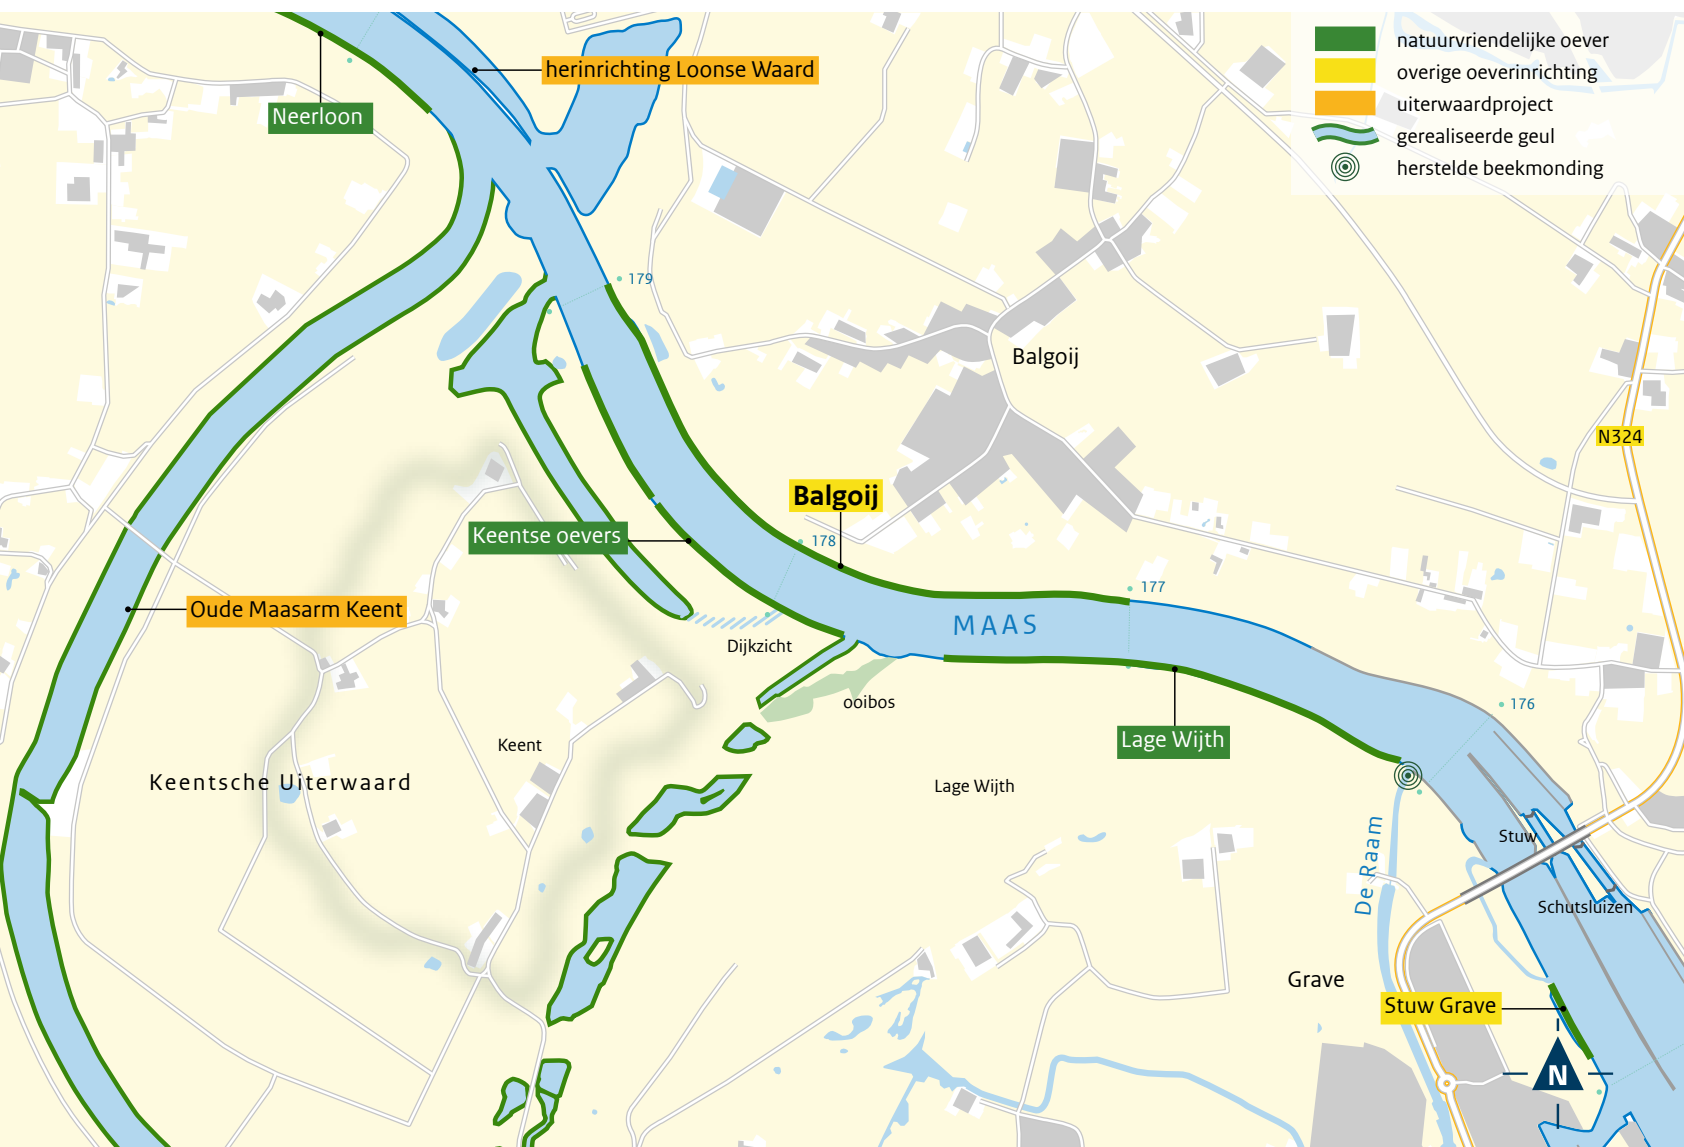 natuurvriendelijke oever
overige oeverinrichting
uiterwaardproject
gerealiseerde geul
herstelde beekmonding
herinrichting Loonse Waard
Neerloon
179
Balgoij
N324
Balgoij
Keentse oevers
178
177
Oude Maasarm Keent
MAAS
Dijkzicht
ooibos
176
Lage Wijth
Keent
Keentsche Uiterwaard
Lage Wijth
Stuw
De Raam
Schutsluizen
Grave
Stuw Grave
N